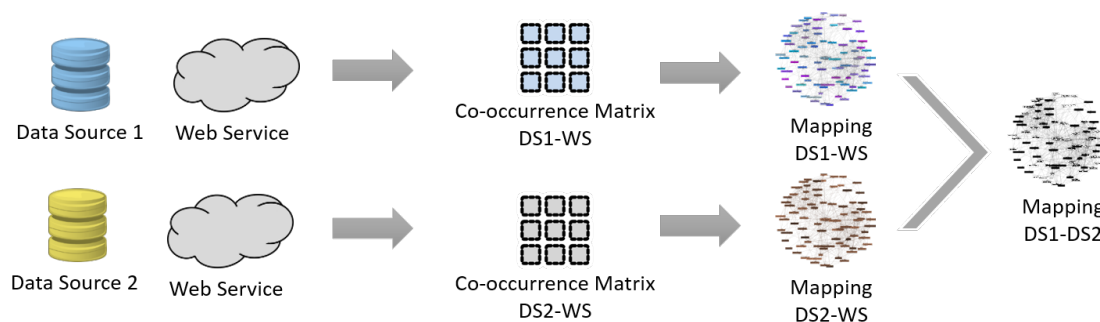 Data Source 1
Web Service
Co-occurrence Matrix
DS1-WS
Mapping
DS1-WS
Data Source 2
Web Service
Co-occurrence Matrix
DS2-WS
Mapping
DS2-WS
Mapping
DS1-DS2